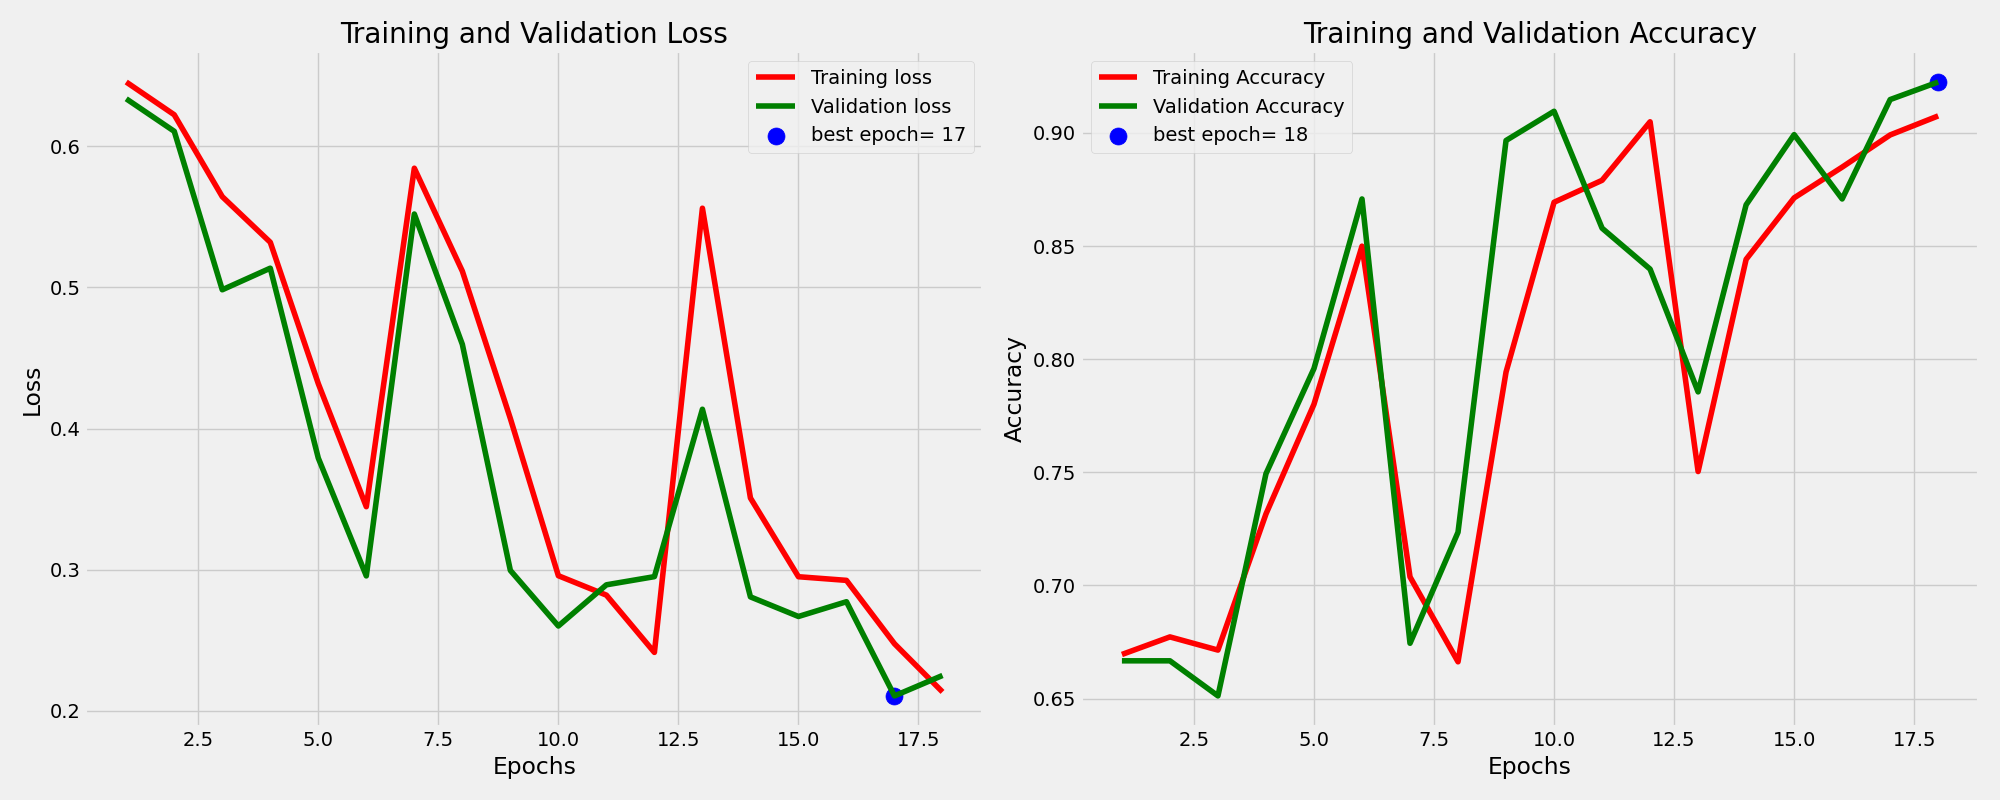 Training and Validation Loss
Training loss
Validation loss
best epoch= 17
0.6
0.5
0.4
0.3
0.2
Loss
2.5 5.0 7.5 10.0 12.5 15.0 17.5
Epochs
Training and Validation Accuracy
Training Accuracy
Validation Accuracy
best epoch= 18
0.90
0.85
0.80
0.75
0.70
0.65
Accuracy
2.5 5.0 7.5 10.0 12.5 15.0 17.5
Epochs